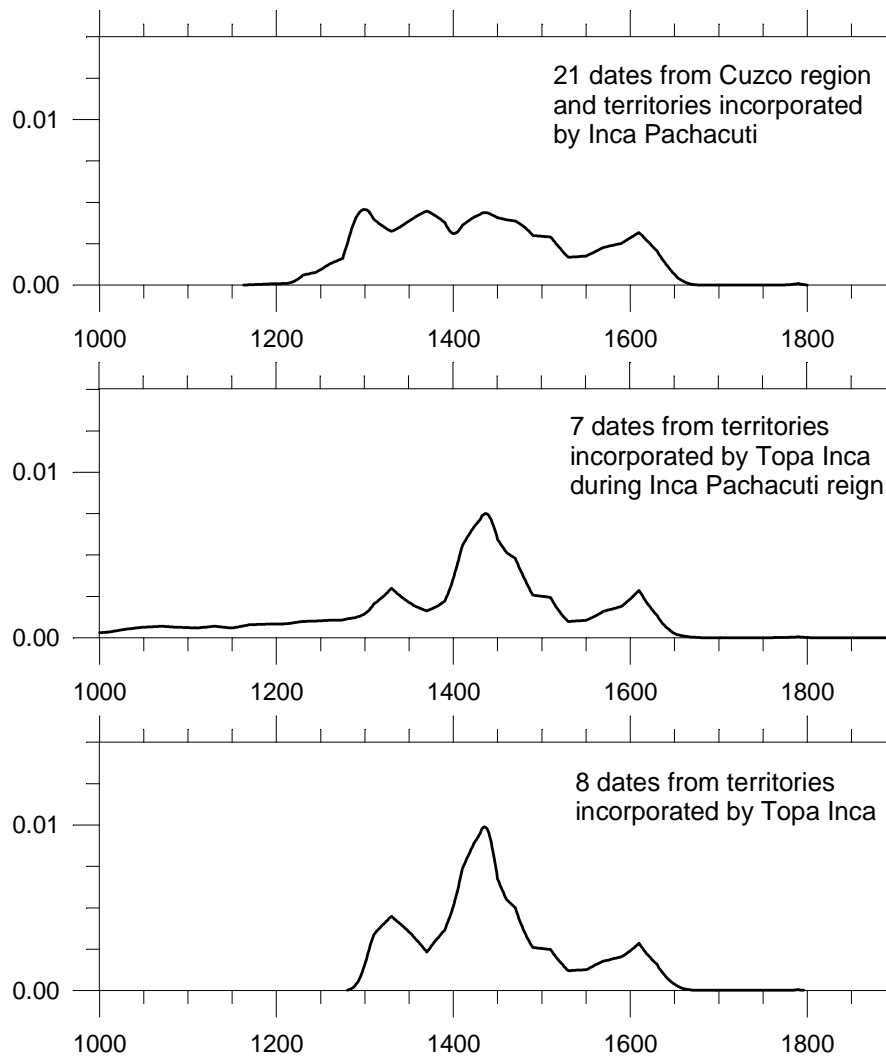 21 dates from Cuzco region
and territories incorporated
by Inca Pachacuti
0.01
0.00
1000 1200 1400 1600 1800
7 dates from territories
incorporated by Topa Inca
during Inca Pachacuti reign
0.01
0.00
1000 1200 1400 1600 1800
8 dates from territories
incorporated by Topa Inca
0.01
0.00
1000 1200 1400 1600 1800